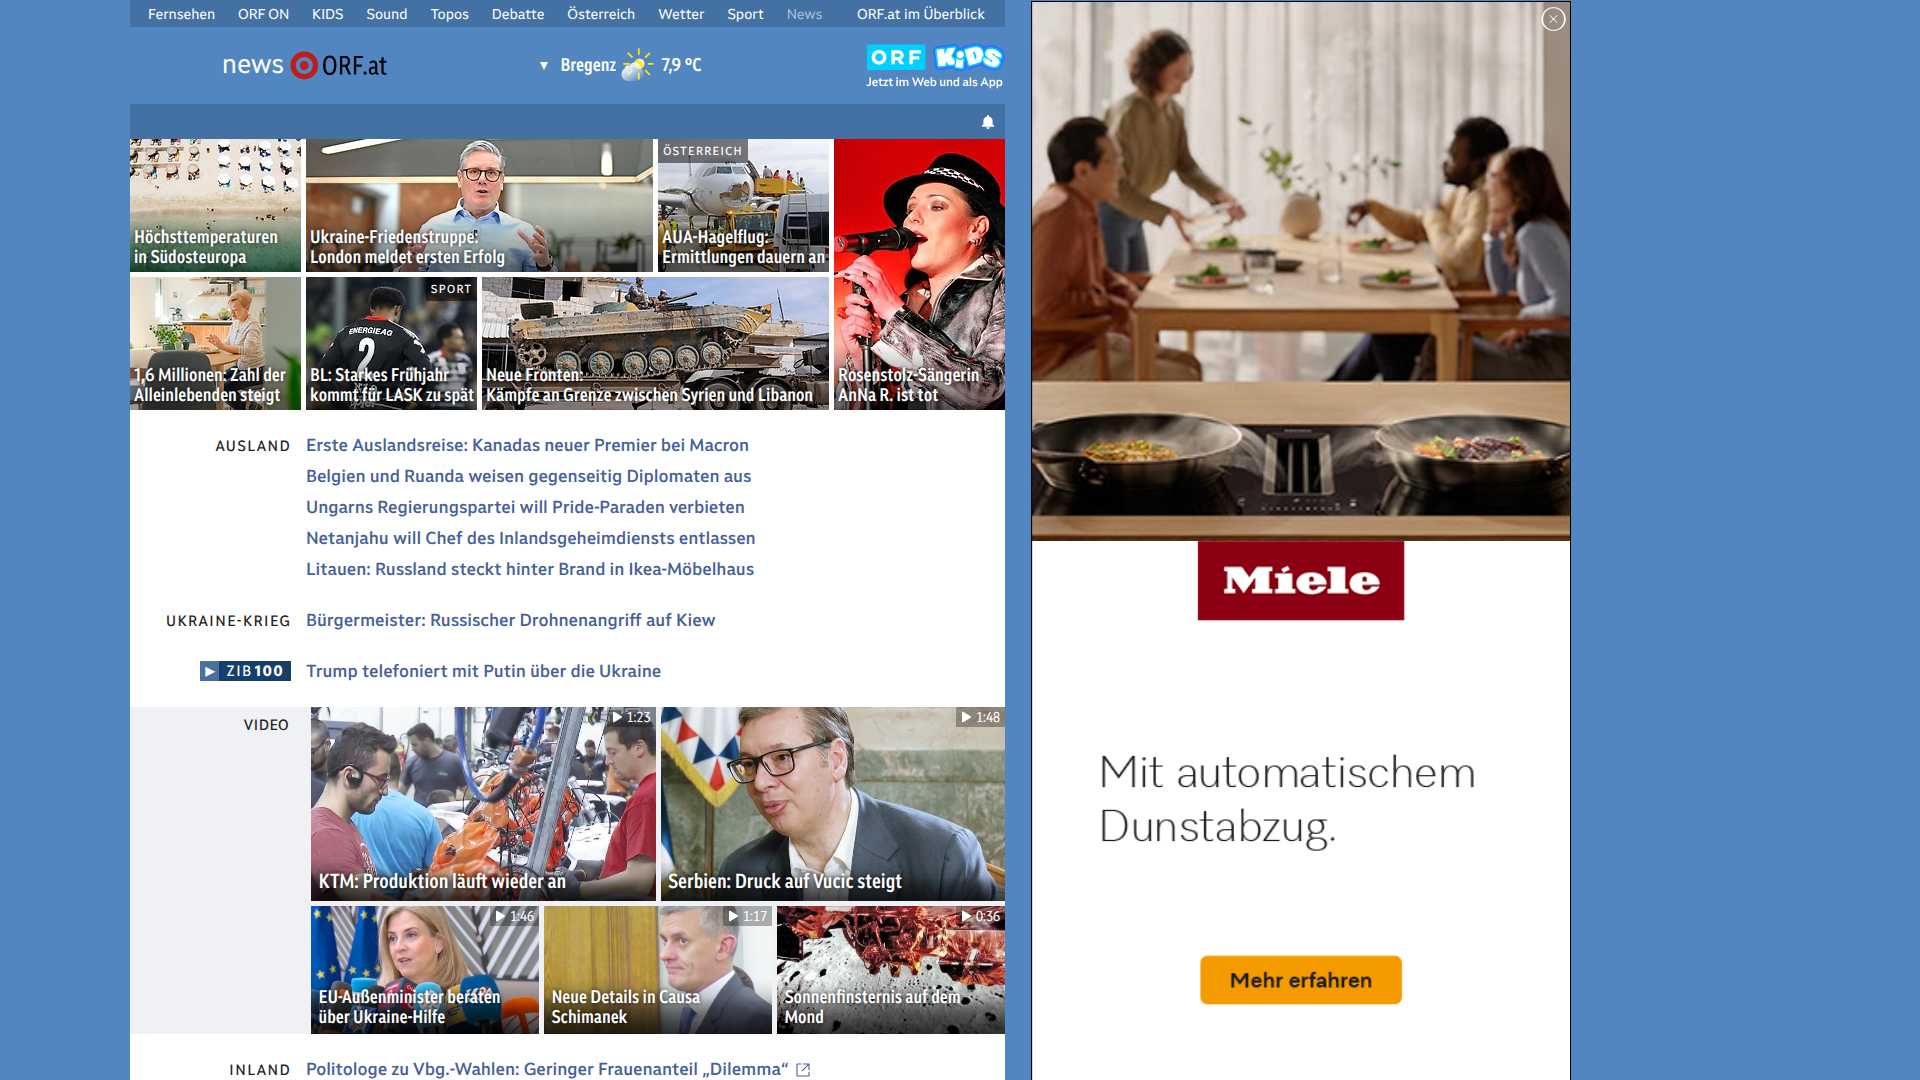 Fernsehen ORF ON KIDS Sound Topos Debatte Österreich Wetter Sport News ORF.at im Überblick
news ORF.at
▼ Bregenz 7,9 °C
ORF KiDS
Jetzt im Web und als App
Höchsttemperaturen
in Südosteuropa
Ukraine-Friedenstruppe:
London meldet ersten Erfolg
ÖSTERREICH
AUA-Hagelflug:
Ermittlungen dauern an
1,6 Millionen: Zahl der
Alleinlebenden steigt
SPORT
ENERGIE AG
2
BL: Starkes Frühjahr
kommt für LASK zu spät
Neue Fronten:
Kämpfe an Grenze zwischen Syrien und Libanon
Rosenstolz-Sängerin
AnNa R. ist tot
AUSLAND
Erste Auslandsreise: Kanadas neuer Premier bei Macron
Belgien und Ruanda weisen gegenseitig Diplomaten aus
Ungarns Regierungspartei will Pride-Paraden verbieten
Netanjahu will Chef des Inlandsgeheimdiensts entlassen
Litauen: Russland steckt hinter Brand in Ikea-Möbelhaus
UKRAINE-KRIEG
Bürgermeister: Russischer Drohnenangriff auf Kiew
ZIB100
Trump telefoniert mit Putin über die Ukraine
VIDEO
1:23
KTM: Produktion läuft wieder an
1:48
Serbien: Druck auf Vucic steigt
1:46
EU-Außenminister beraten
über Ukraine-Hilfe
1:17
Neue Details in Causa
Schimanek
0:36
Sonnenfinsternis auf dem
Mond
INLAND
Politologe zu Vbg.-Wahlen: Geringer Frauenanteil „Dilemma“
Miele
Mit automatischem
Dunstabzug.
Mehr erfahren